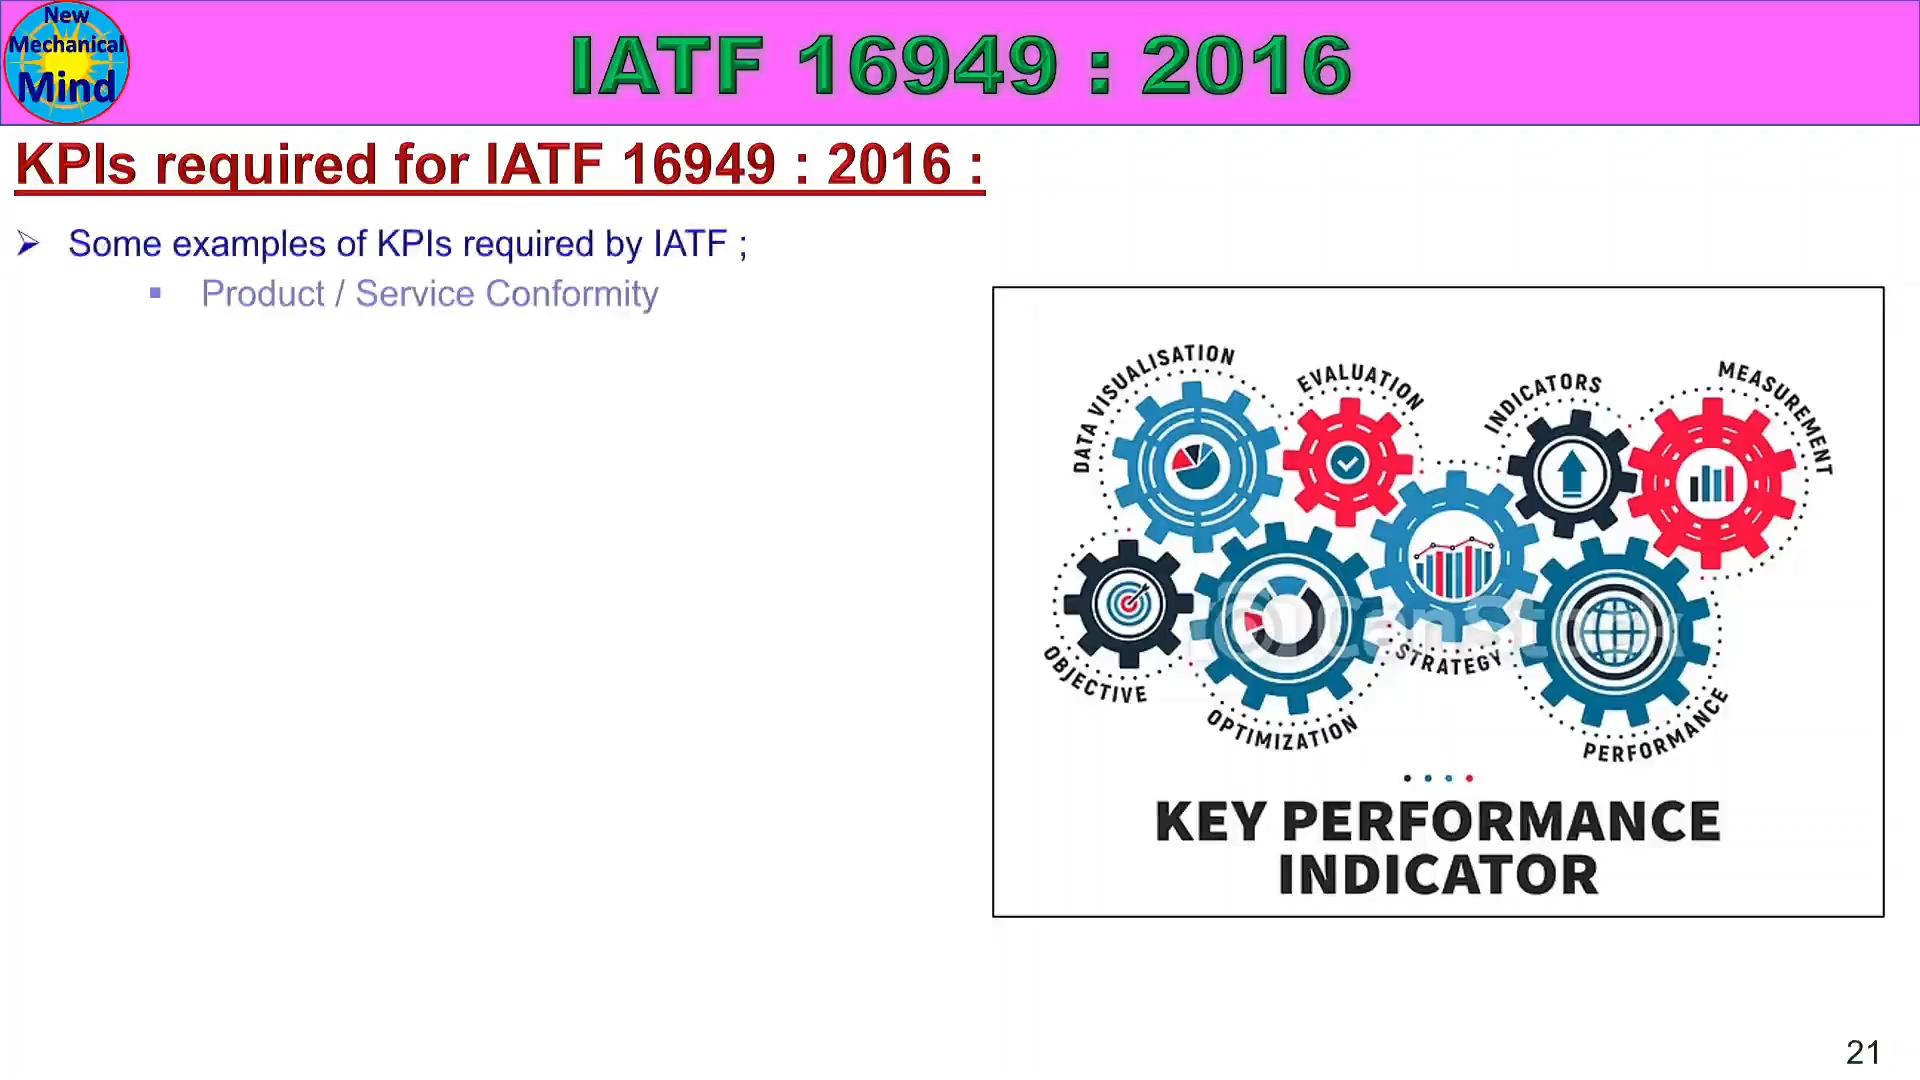 New
Mechanical
Mind
IATF 16949 : 2016
KPIs required for IATF 16949 : 2016 :
➢ Some examples of KPIs required by IATF ;
▪ Product / Service Conformity
DATA VISUALISATION
EVALUATION
INDICATORS
MEASUREMENT
OBJECTIVE
OPTIMIZATION
STRATEGY
PERFORMANCE
KEY PERFORMANCE
INDICATOR
21